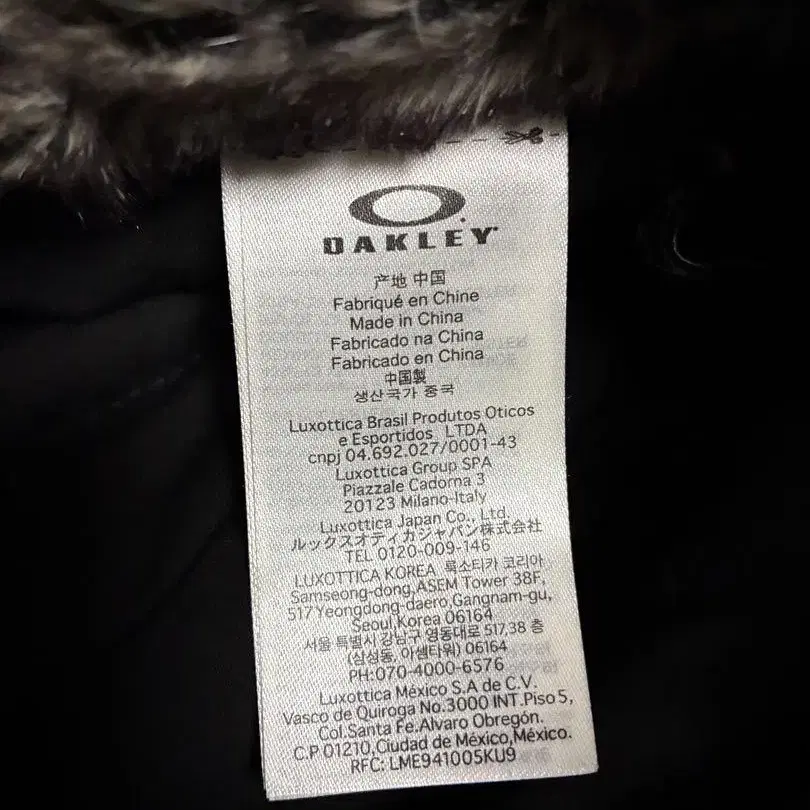 OAKLEY
产地 中国
Fabriqué en Chine
Made in China
Fabricado na China
Fabricado en China
中国製
생산국가 중국
Luxottica Brasil Produtos Oticos
e Esportidos LTDA
cnpj 04.692.027/0001-43
Luxottica Group SPA
Piazzale Cadorna 3
20123 Milano-Italy
Luxottica Japan Co., Ltd.
ルックスオティカジャパン株式会社
TEL 0120-009-146
LUXOTTICA KOREA 룩소티카 코리아
Samseong-dong,ASEM Tower 38F,
517Yeongdong-daero,Gangnam-gu,
Seoul,Korea 06164
서울 특별시 강남구 영동대로 517,38 층
(삼성동, 아셈타워) 06164
PH:070-4000-6576
Luxottica México S.A de C.V.
Vasco de Quiroga No.3000 INT.Piso 5,
Col.Santa Fe.Alvaro Obregón.
C.P 01210,Ciudad de México,México.
RFC: LME941005KU9